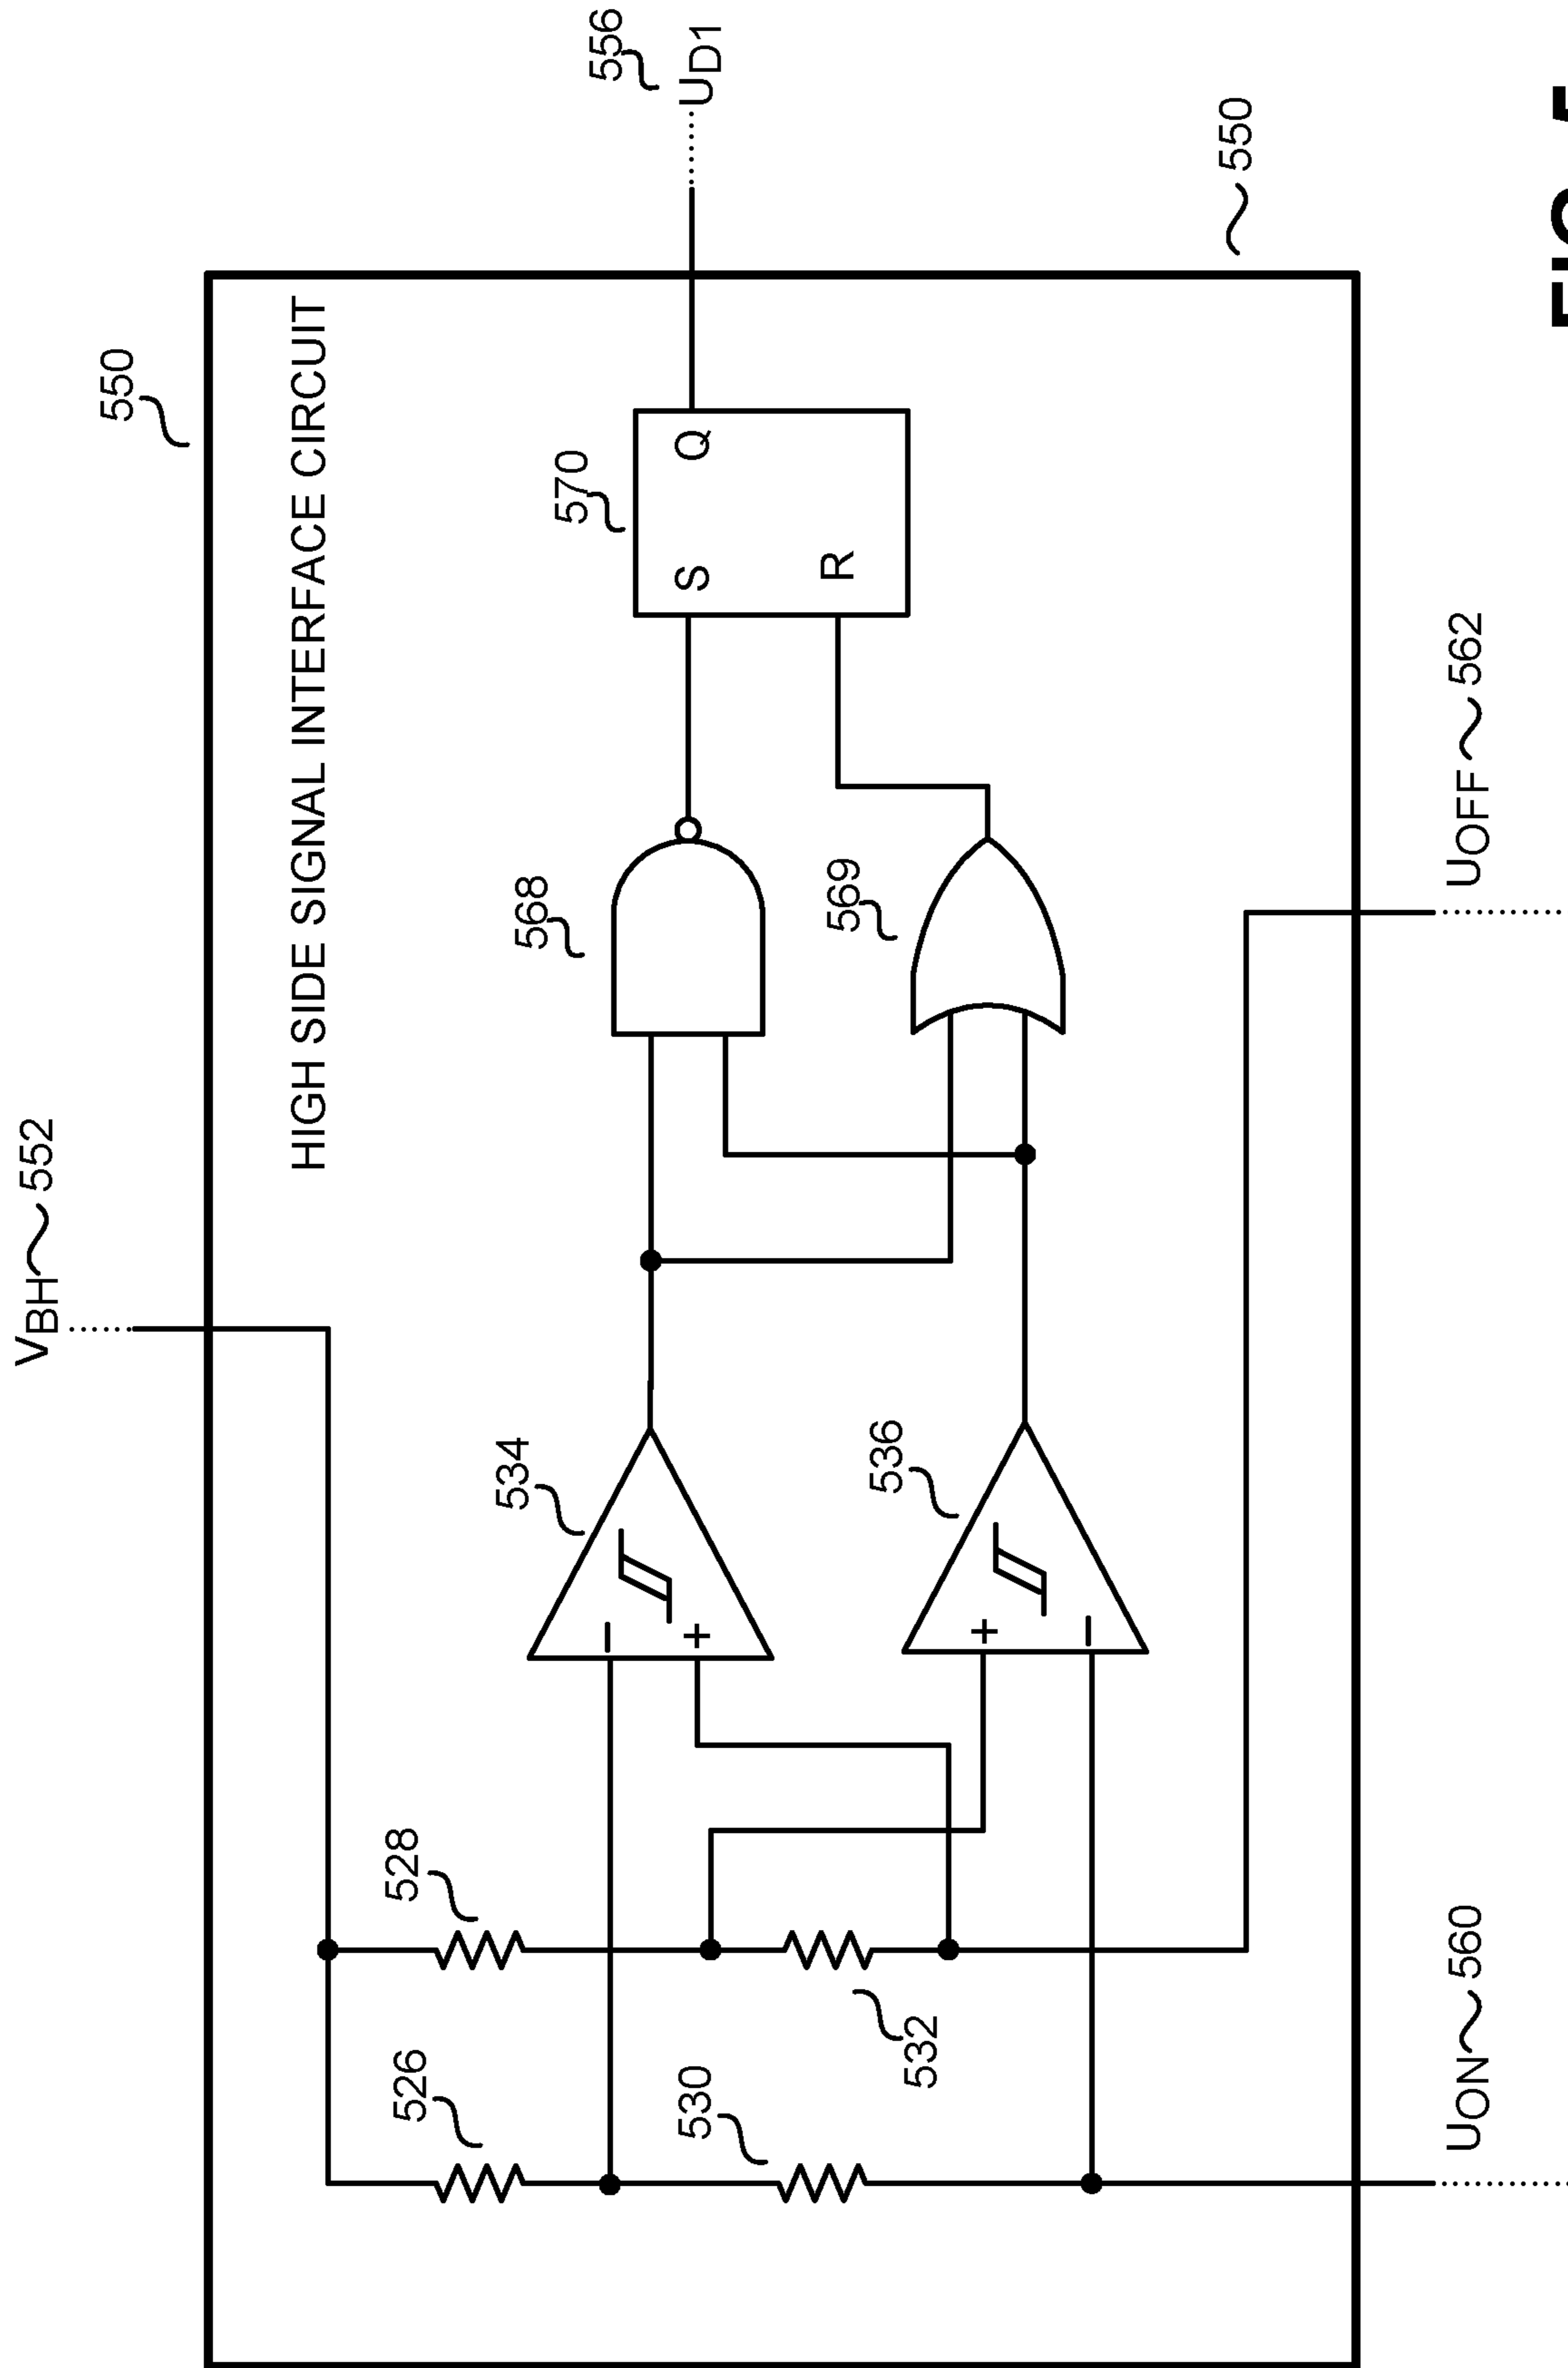 VBH 552
550
HIGH SIDE SIGNAL INTERFACE CIRCUIT
556
UD1
526
528
530
532
534
−
+
536
+
−
568
569
570
S
Q
R
550
UON 560
UOFF 562